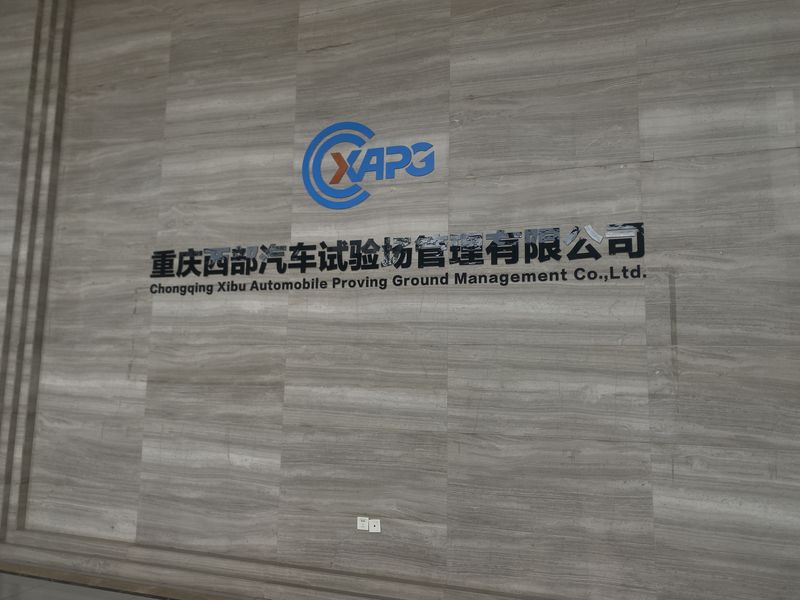 CXAPG
重庆西部汽车试验场管理有限公司
Chongqing Xibu Automobile Proving Ground Management Co.,Ltd.